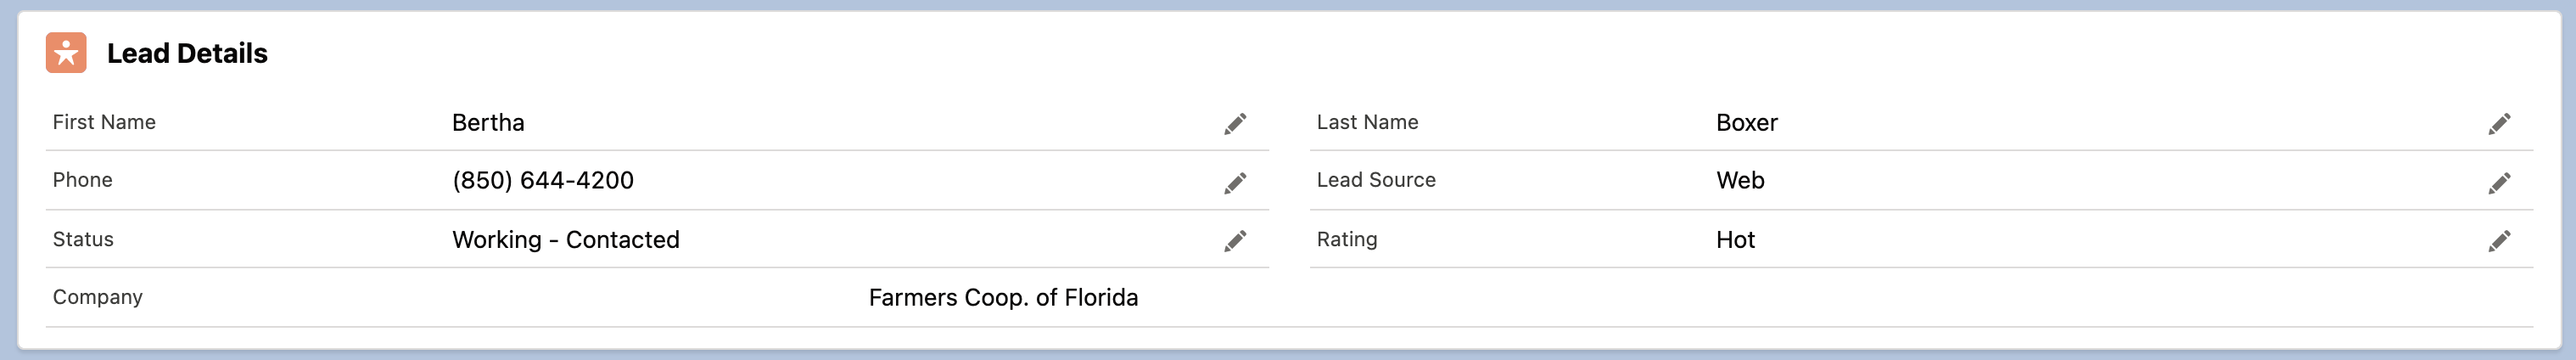 Lead Details
First Name Bertha
Last Name Boxer
Phone (850) 644-4200
Lead Source Web
Status Working - Contacted
Rating Hot
Company Farmers Coop. of Florida